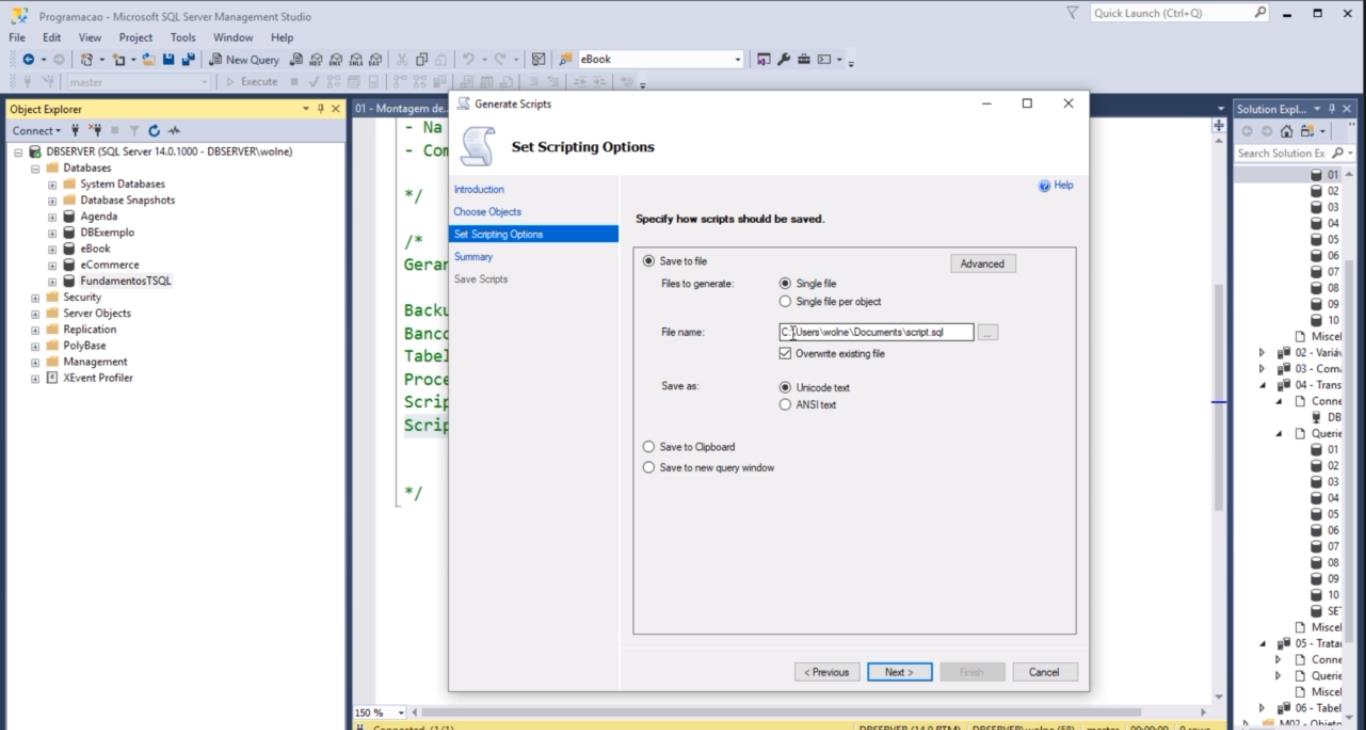 Programacao - Microsoft SQL Server Management Studio
Quick Launch (Ctrl+Q)
File Edit View Project Tools Window Help
New Query
eBook
master
Execute
Object Explorer
Connect
DBSERVER (SQL Server 14.0.1000 - DBSERVER\wolne)
Databases
System Databases
Database Snapshots
Agenda
DBExemplo
eBook
eCommerce
FundamentosTSQL
Security
Server Objects
Replication
PolyBase
Management
XEvent Profiler
01 - Montagem de...
- Na
- Com
*/
/*
Gerar
Backu
Banco
Tabel
Proce
Scrip
Scrip
*/
150 %
Generate Scripts
Set Scripting Options
Introduction
Choose Objects
Set Scripting Options
Summary
Save Scripts
Help
Specify how scripts should be saved.
Save to file
Advanced
Files to generate:
Single file
Single file per object
File name:
C:\Users\wolne\Documents\script.sql
...
Overwrite existing file
Save as:
Unicode text
ANSI text
Save to Clipboard
Save to new query window
< Previous
Next >
Finish
Cancel
Solution Expl...
Search Solution Ex
01
02
03
04
05
06
07
08
09
10
Miscel
02 - Variáv
03 - Coma
04 - Trans
Conne
DB
Querie
01
02
03
04
05
06
07
08
09
10
SE
Miscel
05 - Tratar
Conne
Querie
Miscel
06 - Tabel
Connected. (1/1)
DBSERVER (14.0 RTM) DBSERVER\wolne master 00:00:00 0 rows